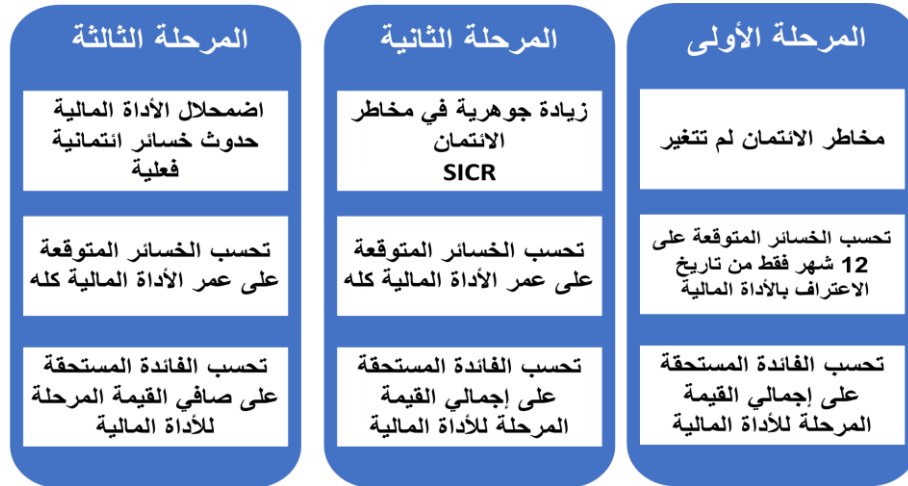 المرحلة الأولى
مخاطر الائتمان لم تتغير
تحسب الخسائر المتوقعة على
12 شهر فقط من تاريخ
الاعتراف بالأداة المالية
تحسب الفائدة المستحقة
على إجمالي القيمة
المرحلة للأداة المالية
المرحلة الثانية
زيادة جوهرية في مخاطر
الائتمان
SICR
تحسب الخسائر المتوقعة
على عمر الأداة المالية كله
تحسب الفائدة المستحقة
على إجمالي القيمة
المرحلة للأداة المالية
المرحلة الثالثة
اضمحلال الأداة المالية
حدوث خسائر ائتمانية
فعلية
تحسب الخسائر المتوقعة
على عمر الأداة المالية كله
تحسب الفائدة المستحقة
على صافي القيمة المرحلة
للأداة المالية